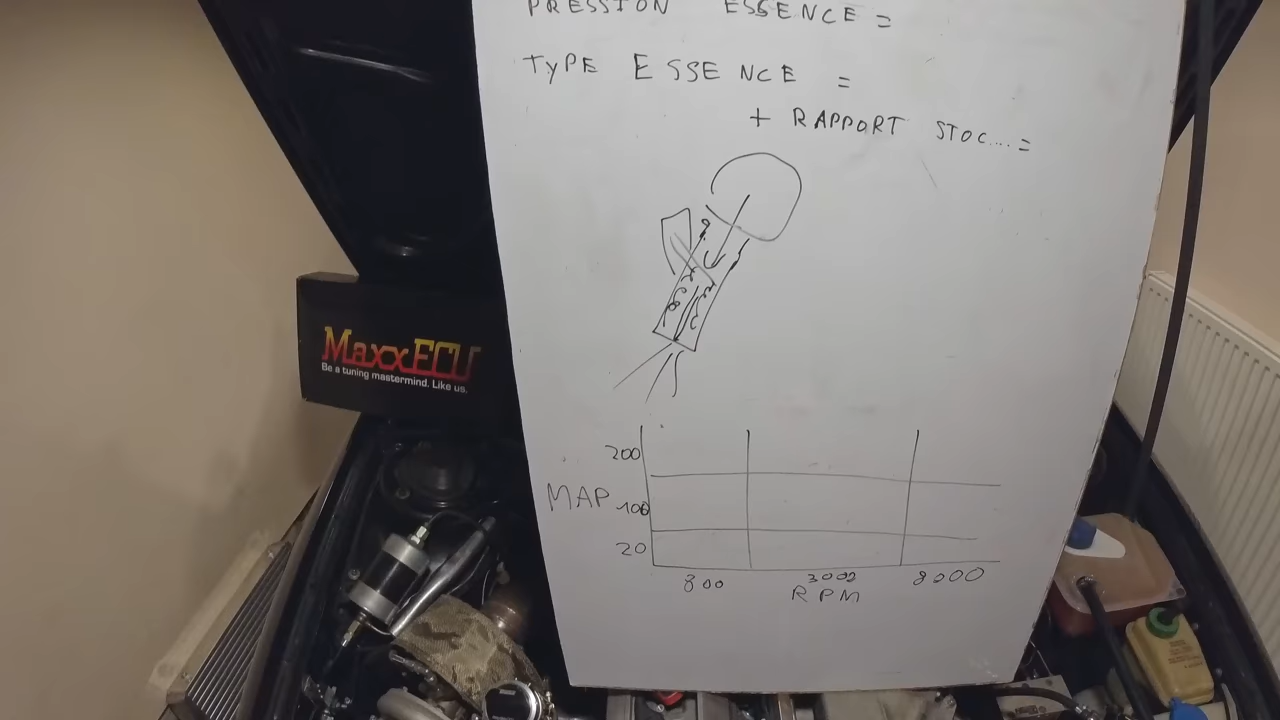 PRESSION ESSENCE =
TYPE ESSENCE =
+ RAPPORT STOC.... =
MaxxECU
Be a tuning mastermind. Like us.
200
MAP 100
20
800 3000 8000
RPM